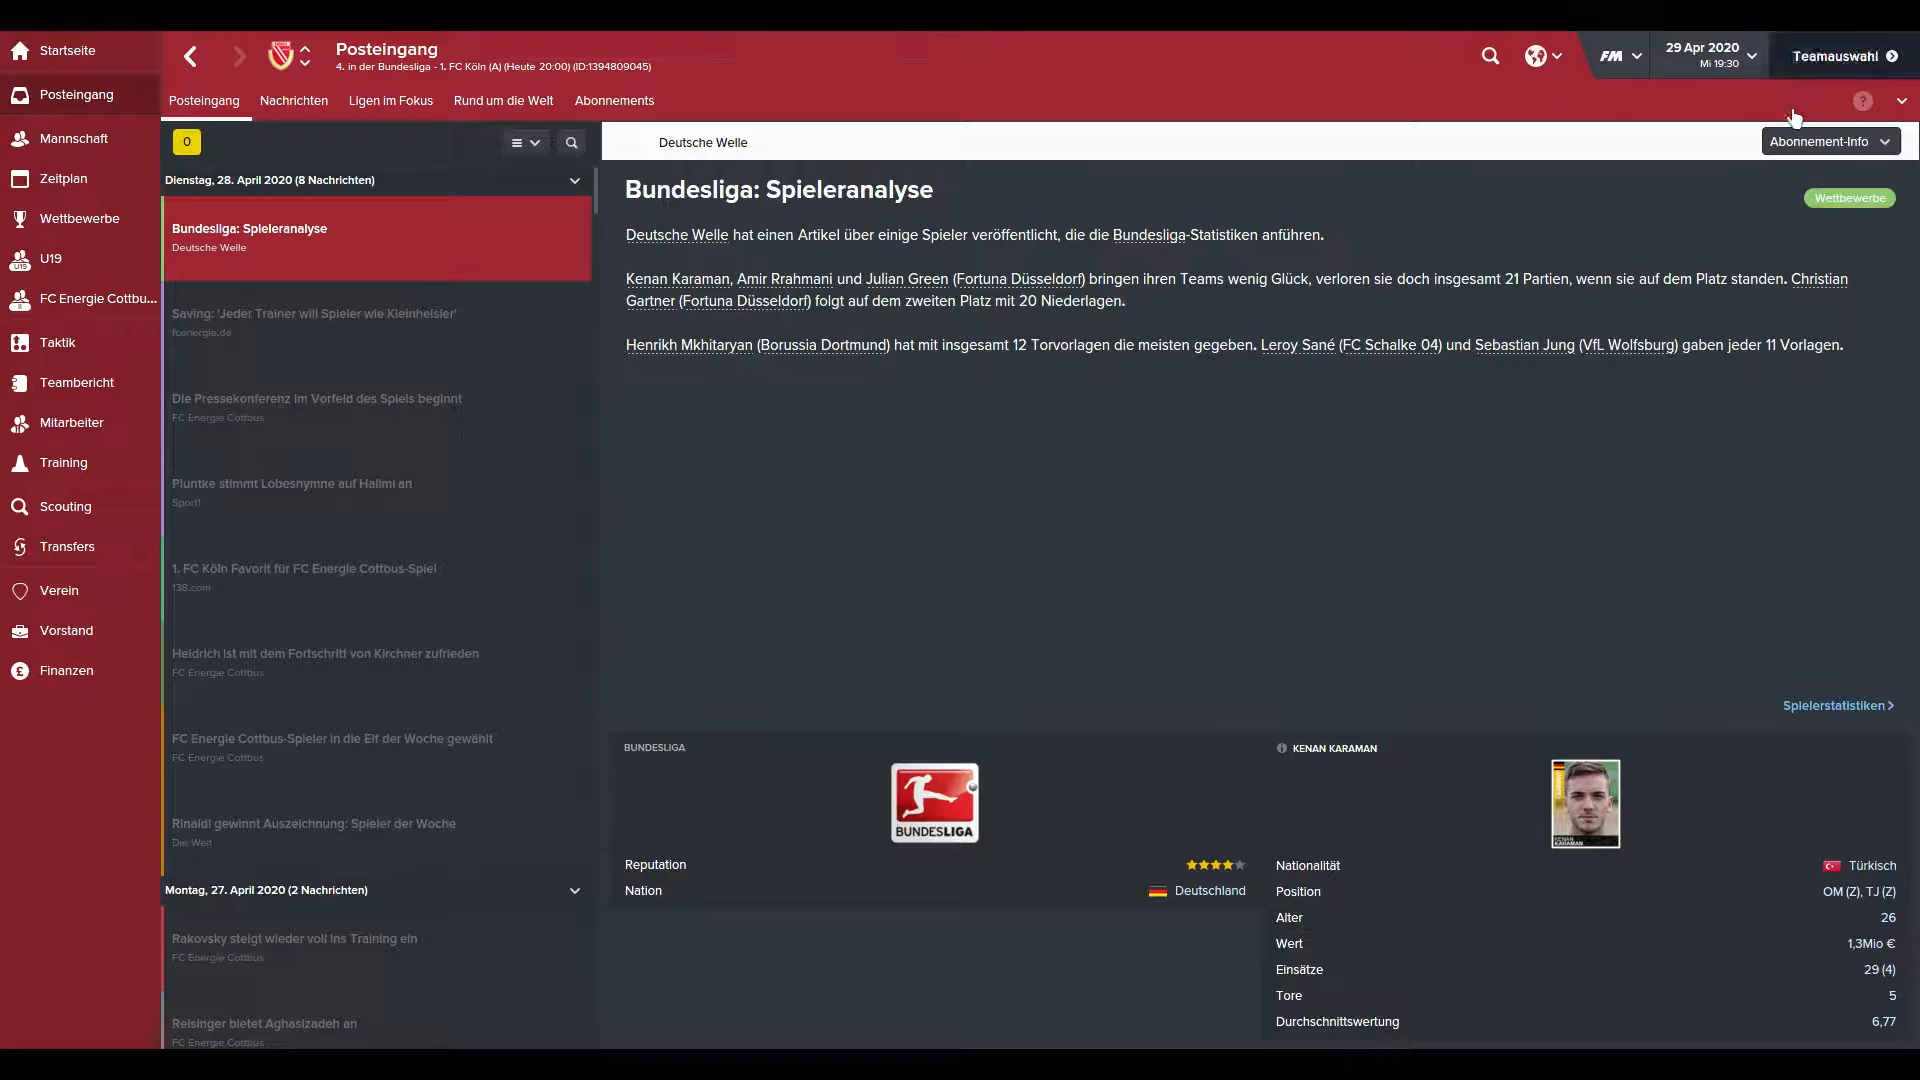 Startseite
Posteingang
Mannschaft
Zeitplan
Wettbewerbe
U19
U19
FC Energie Cottbu...
II
Taktik
Teambericht
Mitarbeiter
Training
Scouting
Transfers
Verein
Vorstand
Finanzen
Posteingang
4. in der Bundesliga - 1. FC Köln (A) (Heute 20:00) (ID:1394809045)
FM
29 Apr 2020
Mi 19:30
Teamauswahl
Posteingang
Nachrichten
Ligen im Fokus
Rund um die Welt
Abonnements
?
0
Dienstag, 28. April 2020 (8 Nachrichten)
Bundesliga: Spieleranalyse
Deutsche Welle
Saving: 'Jeder Trainer will Spieler wie Kleinheisler'
fcenergie.de
Die Pressekonferenz im Vorfeld des Spiels beginnt
FC Energie Cottbus
Pluntke stimmt Lobeshymne auf Halimi an
Sport1
1. FC Köln Favorit für FC Energie Cottbus-Spiel
138.com
Heidrich ist mit dem Fortschritt von Kirchner zufrieden
FC Energie Cottbus
FC Energie Cottbus-Spieler in die Elf der Woche gewählt
FC Energie Cottbus
Rinaldi gewinnt Auszeichnung: Spieler der Woche
Die Welt
Montag, 27. April 2020 (2 Nachrichten)
Rakovsky steigt wieder voll ins Training ein
FC Energie Cottbus
Reisinger bietet Aghasizadeh an
FC Energie Cottbus
Deutsche Welle
Abonnement-Info
Bundesliga: Spieleranalyse
Wettbewerbe
Deutsche Welle hat einen Artikel über einige Spieler veröffentlicht, die die Bundesliga-Statistiken anführen.
Kenan Karaman, Amir Rrahmani und Julian Green (Fortuna Düsseldorf) bringen ihren Teams wenig Glück, verloren sie doch insgesamt 21 Partien, wenn sie auf dem Platz standen. Christian
Gartner (Fortuna Düsseldorf) folgt auf dem zweiten Platz mit 20 Niederlagen.
Henrikh Mkhitaryan (Borussia Dortmund) hat mit insgesamt 12 Torvorlagen die meisten gegeben. Leroy Sané (FC Schalke 04) und Sebastian Jung (VfL Wolfsburg) gaben jeder 11 Vorlagen.
Spielerstatistiken
BUNDESLIGA
BUNDESLIGA
Reputation
Nation Deutschland
KENAN KARAMAN
KENAN
KARAMAN
Nationalität Türkisch
Position OM (Z), TJ (Z)
Alter 26
Wert 1,3Mio €
Einsätze 29 (4)
Tore 5
Durchschnittswertung 6,77